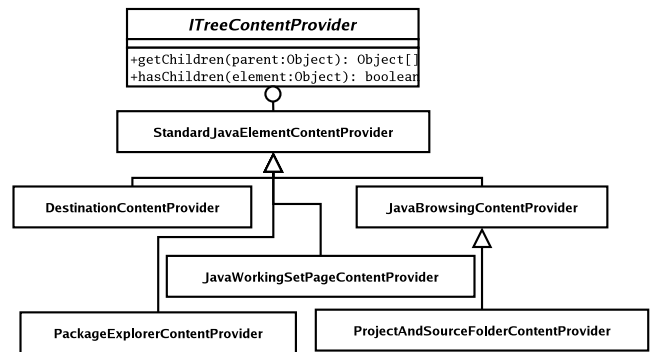 ITreeContentProvider
+getChildren(parent:Object): Object[]
+hasChildren(element:Object): boolean
StandardJavaElementContentProvider
DestinationContentProvider
JavaBrowsingContentProvider
JavaWorkingSetPageContentProvider
PackageExplorerContentProvider
ProjectAndSourceFolderContentProvider